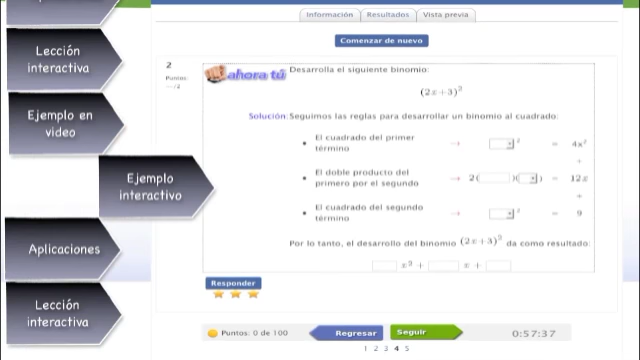 Información Resultados Vista previa
Comenzar de nuevo
Lección
interactiva
Ejemplo en
video
Ejemplo
interactivo
Aplicaciones
Lección
interactiva
2
Puntos:
--/2
ahora tú
Desarrolla el siguiente binomio:
(2x+3)²
Solución: Seguimos las reglas para desarrollar un binomio al cuadrado:
• El cuadrado del primer término → ² = 4x²
+
• El doble producto del primero por el segundo → 2( )( ) = 12x
+
• El cuadrado del segundo término → ² = 9
Por lo tanto, el desarrollo del binomio (2x+3)² da como resultado:
x² + x +
Responder
Puntos: 0 de 100
Regresar
Seguir
0:57:37
1 2 3 4 5